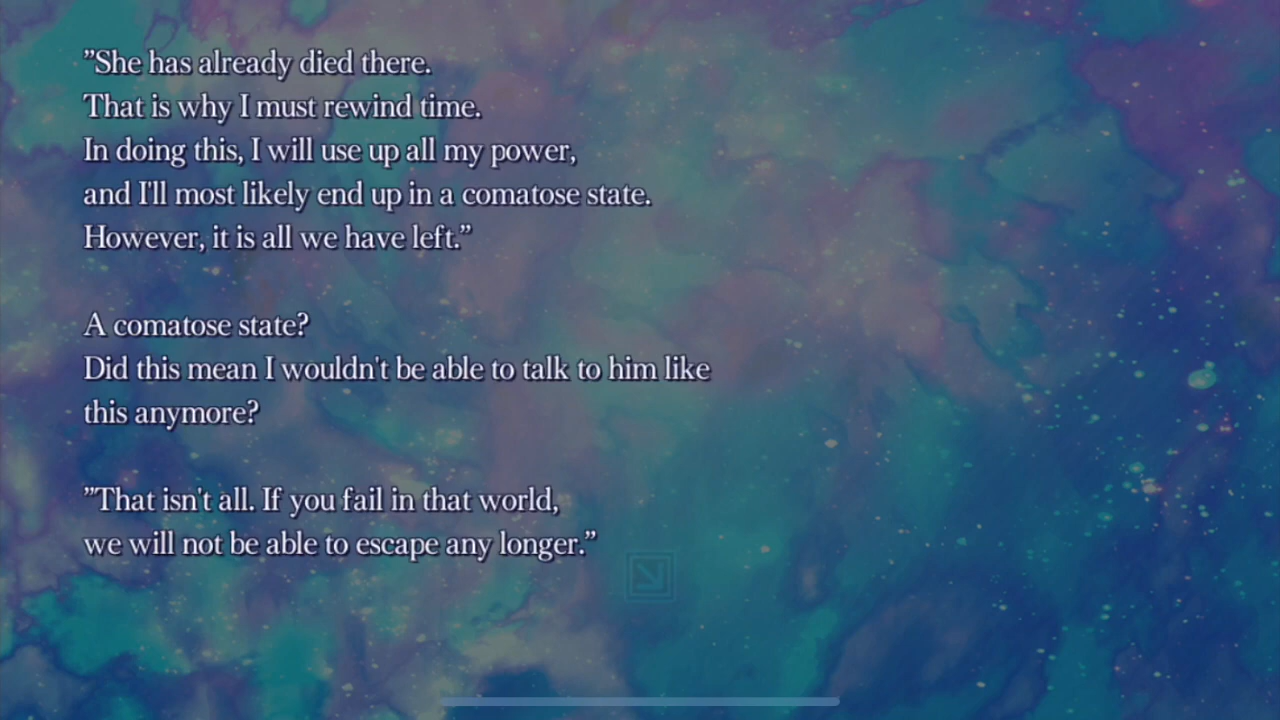 ”She has already died there.
That is why I must rewind time.
In doing this, I will use up all my power,
and I'll most likely end up in a comatose state.
However, it is all we have left.”
A comatose state?
Did this mean I wouldn't be able to talk to him like
this anymore?
”That isn't all. If you fail in that world,
we will not be able to escape any longer.”